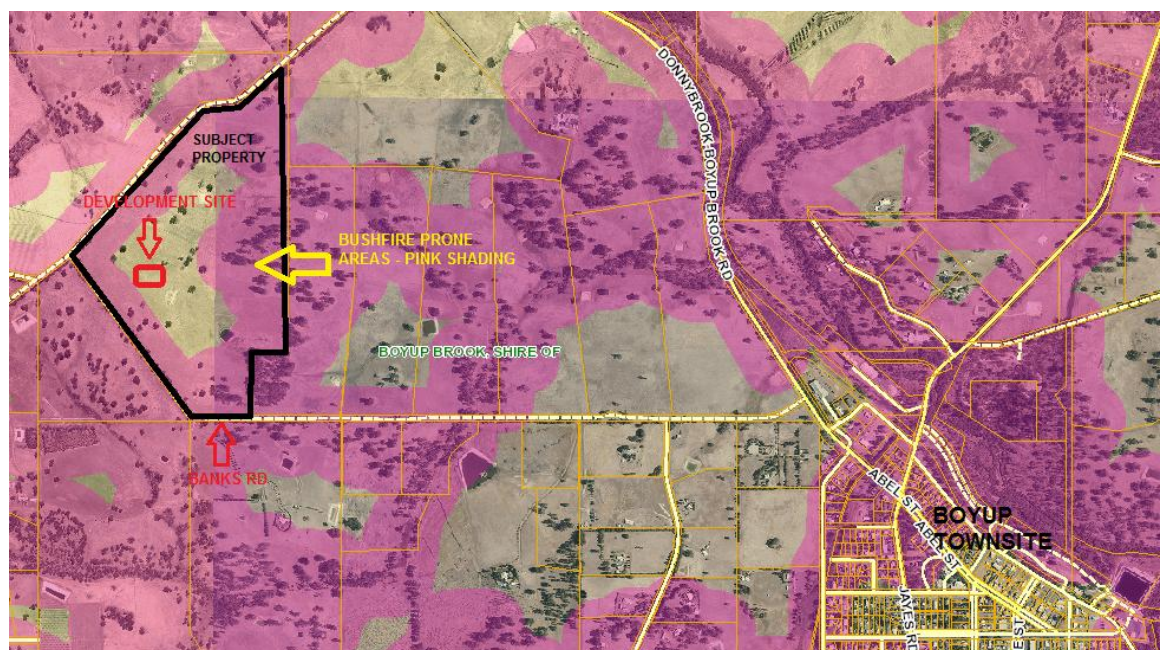 DONNYBROOK-BOYUP BROOK RD
SUBJECT
PROPERTY
DEVELOPMENT SITE
BUSHFIRE PRONE
AREAS - PINK SHADING
BOYUP BROOK, SHIRE OF
BANKS RD
ABEL ST ABEL ST
BOYUP
TOWNSITE
JAYES RD
E ST